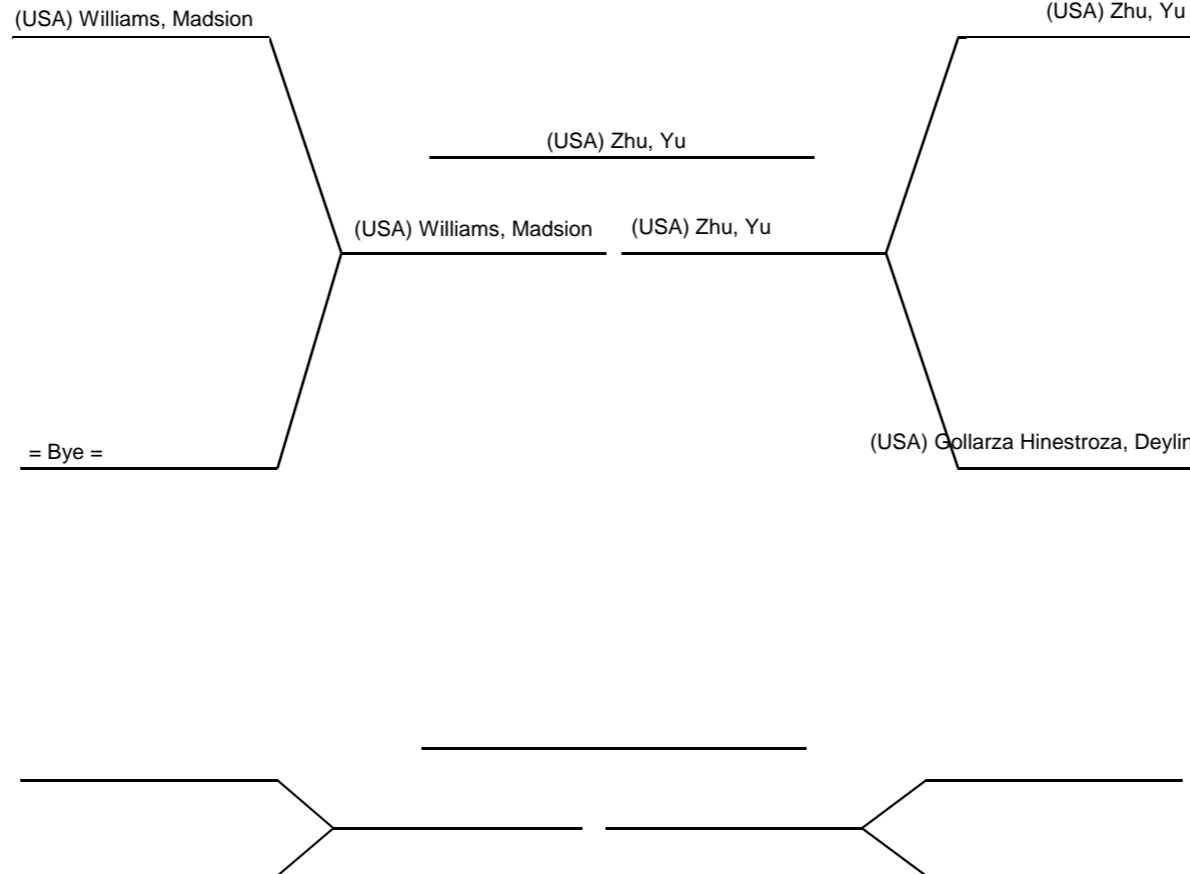 (USA) Williams, Madsion
(USA) Zhu, Yu
(USA) Zhu, Yu
(USA) Williams, Madsion
(USA) Zhu, Yu
= Bye =
(USA) Gollarza Hinestroza, Deylin